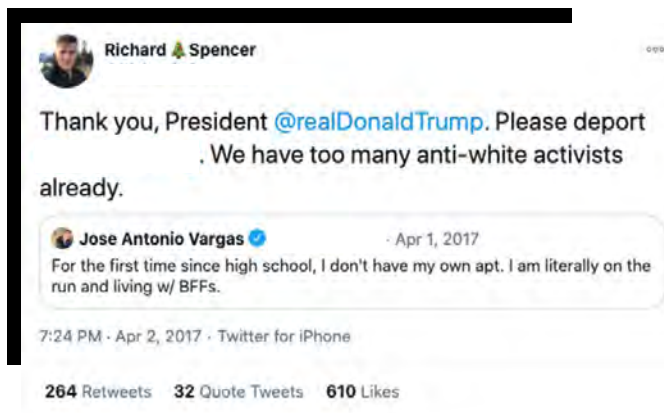 Richard 🌲 Spencer
Thank you, President @realDonaldTrump. Please deport
. We have too many anti-white activists
already.
Jose Antonio Vargas · Apr 1, 2017
For the first time since high school, I don't have my own apt. I am literally on the
run and living w/ BFFs.
7:24 PM · Apr 2, 2017 · Twitter for iPhone
264 Retweets 32 Quote Tweets 610 Likes